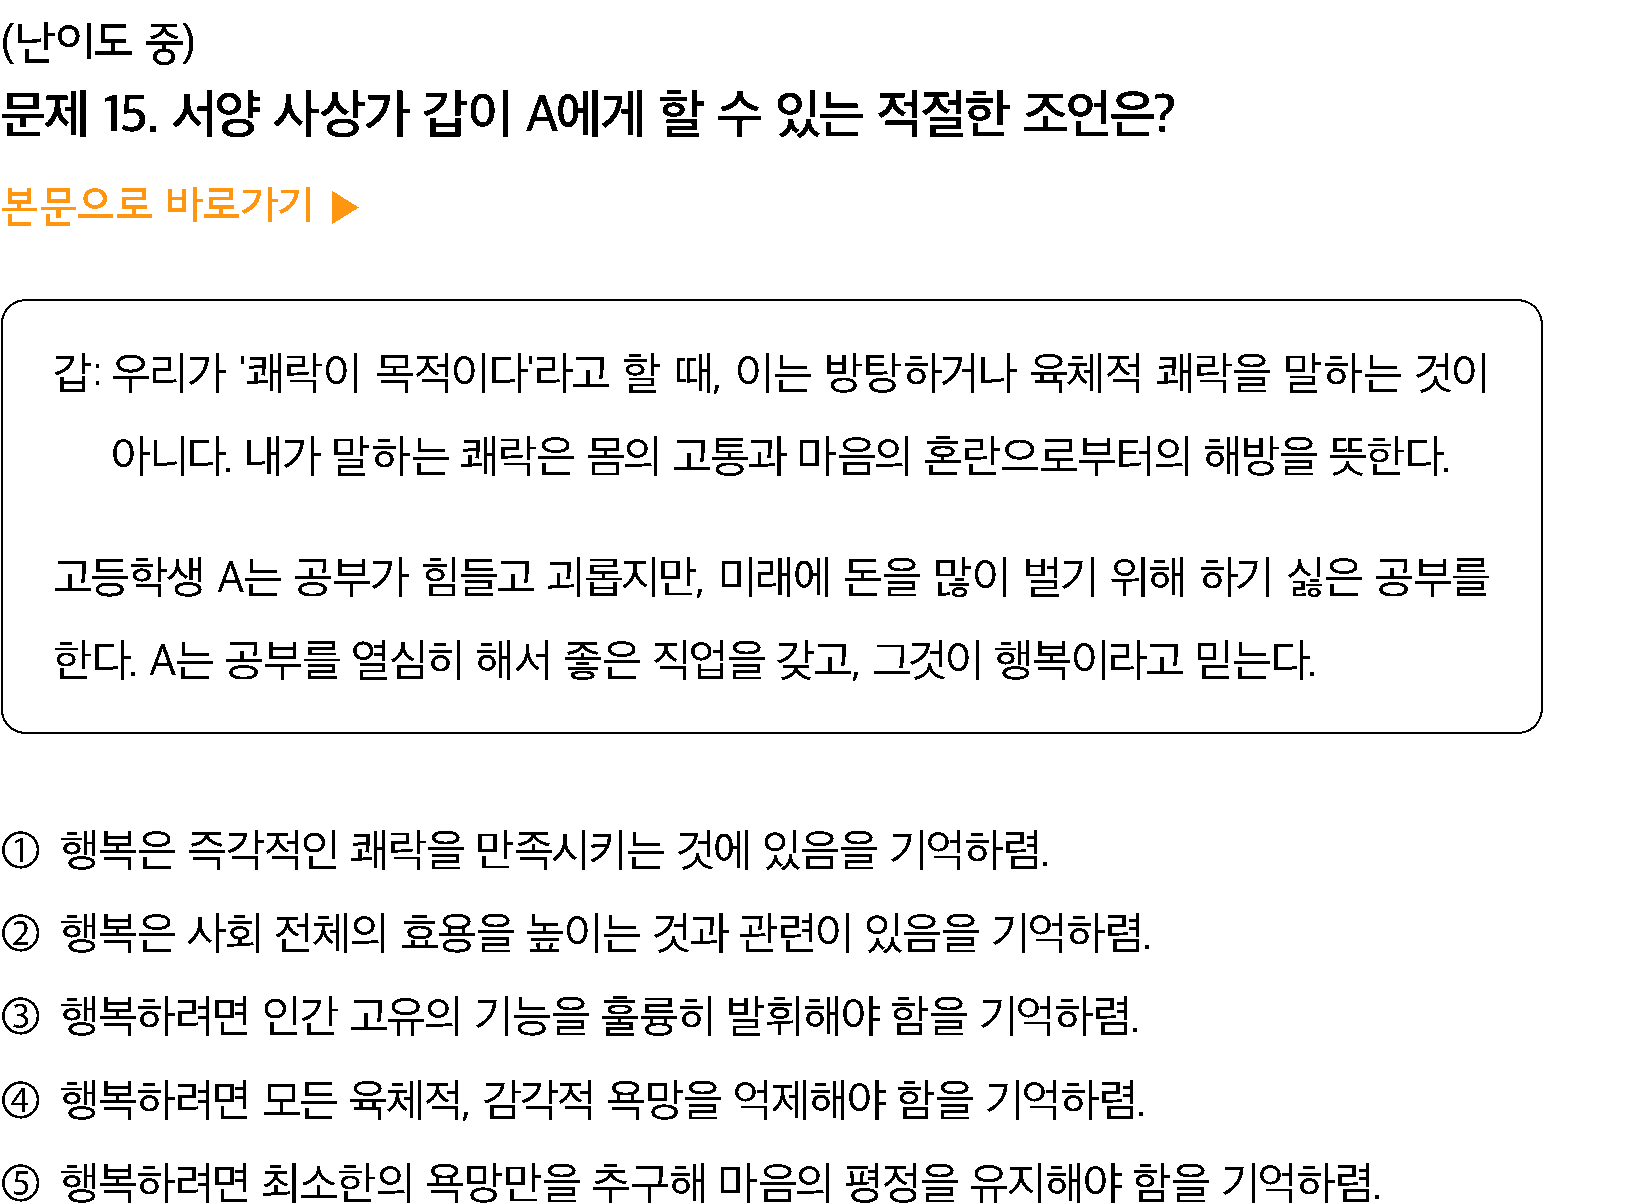 (난이도 중)
문제 15. 서양 사상가 갑이 A에게 할 수 있는 적절한 조언은?
본문으로 바로가기 ▶
갑: 우리가 '쾌락이 목적이다'라고 할 때, 이는 방탕하거나 육체적 쾌락을 말하는 것이
아니다. 내가 말하는 쾌락은 몸의 고통과 마음의 혼란으로부터의 해방을 뜻한다.
고등학생 A는 공부가 힘들고 괴롭지만, 미래에 돈을 많이 벌기 위해 하기 싫은 공부를
한다. A는 공부를 열심히 해서 좋은 직업을 갖고, 그것이 행복이라고 믿는다.
① 행복은 즉각적인 쾌락을 만족시키는 것에 있음을 기억하렴.
② 행복은 사회 전체의 효용을 높이는 것과 관련이 있음을 기억하렴.
③ 행복하려면 인간 고유의 기능을 훌륭히 발휘해야 함을 기억하렴.
④ 행복하려면 모든 육체적, 감각적 욕망을 억제해야 함을 기억하렴.
⑤ 행복하려면 최소한의 욕망만을 추구해 마음의 평정을 유지해야 함을 기억하렴.